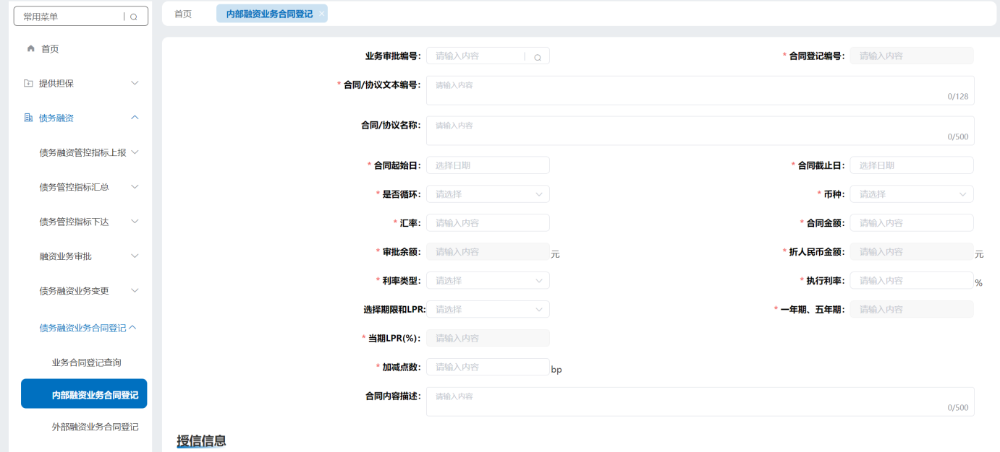 常用菜单
首页
提供担保
债务融资
债务融资管控指标上报
债务管控指标汇总
债务管控指标下达
融资业务审批
债务融资业务变更
债务融资业务合同登记
业务合同登记查询
内部融资业务合同登记
外部融资业务合同登记
首页 内部融资业务合同登记 ×
业务审批编号: 请输入内容 * 合同登记编号: 请输入内容
* 合同/协议文本编号: 请输入内容
0/128
合同/协议名称: 请输入内容
0/500
* 合同起始日: 选择日期 * 合同截止日: 选择日期
* 是否循环: 请选择 * 币种: 请选择
* 汇率: 请输入内容 * 合同金额: 请输入内容
* 审批余额: 请输入内容 元 * 折人民币金额: 请输入内容 元
* 利率类型: 请选择 * 执行利率: 请输入内容 %
选择期限和LPR: 请选择 * 一年期、五年期: 请输入内容
* 当期LPR(%): 请输入内容
* 加减点数: 请输入内容 bp
合同内容描述: 请输入内容
0/500
授信信息